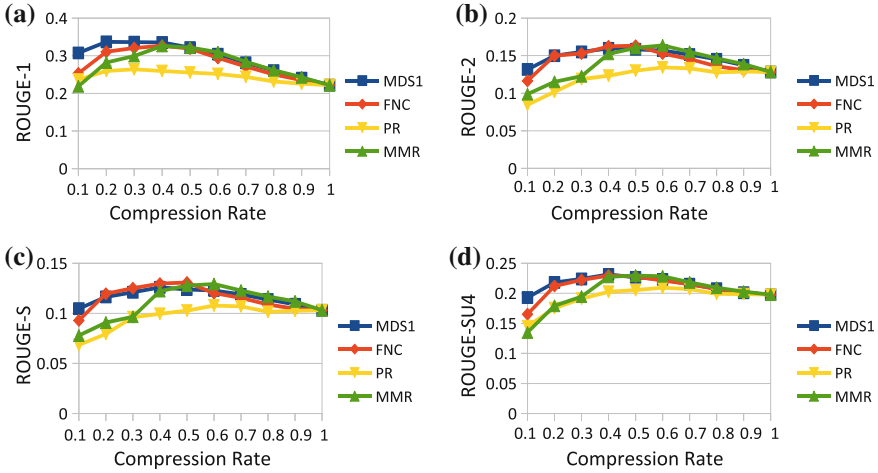 (a)
ROUGE-1
0.4
0.3
0.2
0.1
0
0.1 0.2 0.3 0.4 0.5 0.6 0.7 0.8 0.9 1
Compression Rate
MDS1
FNC
PR
MMR
(b)
ROUGE-2
0.2
0.15
0.1
0.05
0
0.1 0.2 0.3 0.4 0.5 0.6 0.7 0.8 0.9 1
Compression Rate
MDS1
FNC
PR
MMR
(c)
ROUGE-S
0.15
0.1
0.05
0
0.1 0.2 0.3 0.4 0.5 0.6 0.7 0.8 0.9 1
Compression Rate
MDS1
FNC
PR
MMR
(d)
ROUGE-SU4
0.25
0.2
0.15
0.1
0.05
0
0.1 0.2 0.3 0.4 0.5 0.6 0.7 0.8 0.9 1
Compression Rate
MDS1
FNC
PR
MMR